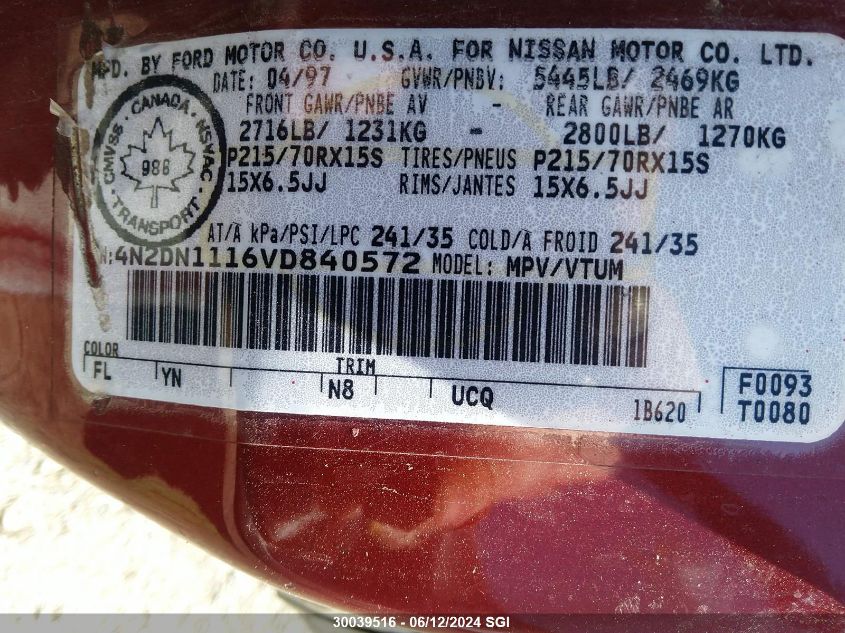 MFD. BY FORD MOTOR CO. U.S.A. FOR NISSAN MOTOR CO. LTD.
DATE: 04/97 GVWR/PNBV: 5445LB/ 2469KG
FRONT GAWR/PNBE AV - REAR GAWR/PNBE AR
2716LB/ 1231KG - 2800LB/ 1270KG
P215/70RX15S TIRES/PNEUS P215/70RX15S
15X6.5JJ RIMS/JANTES 15X6.5JJ
AT/A kPa/PSI/LPC 241/35 COLD/A FROID 241/35
CANADA
CMVSS NSVAC
986
TRANSPORT
N:4N2DN1116VD840572 MODEL: MPV/VTUM
COLOR TRIM
FL YN N8 UCQ 1B620
F0093
T0080
30039516 - 06/12/2024 SGI